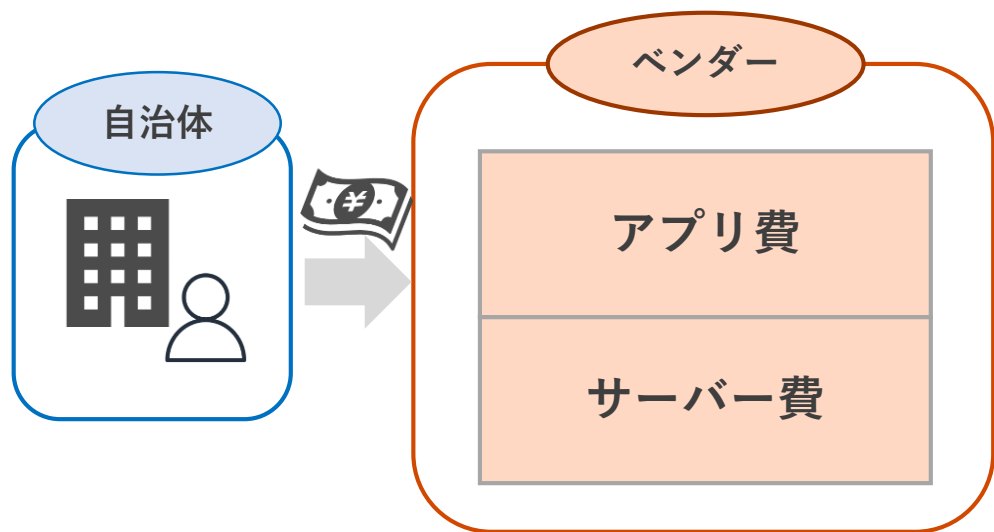 自治体
ベンダー
¥
アプリ費
サーバー費